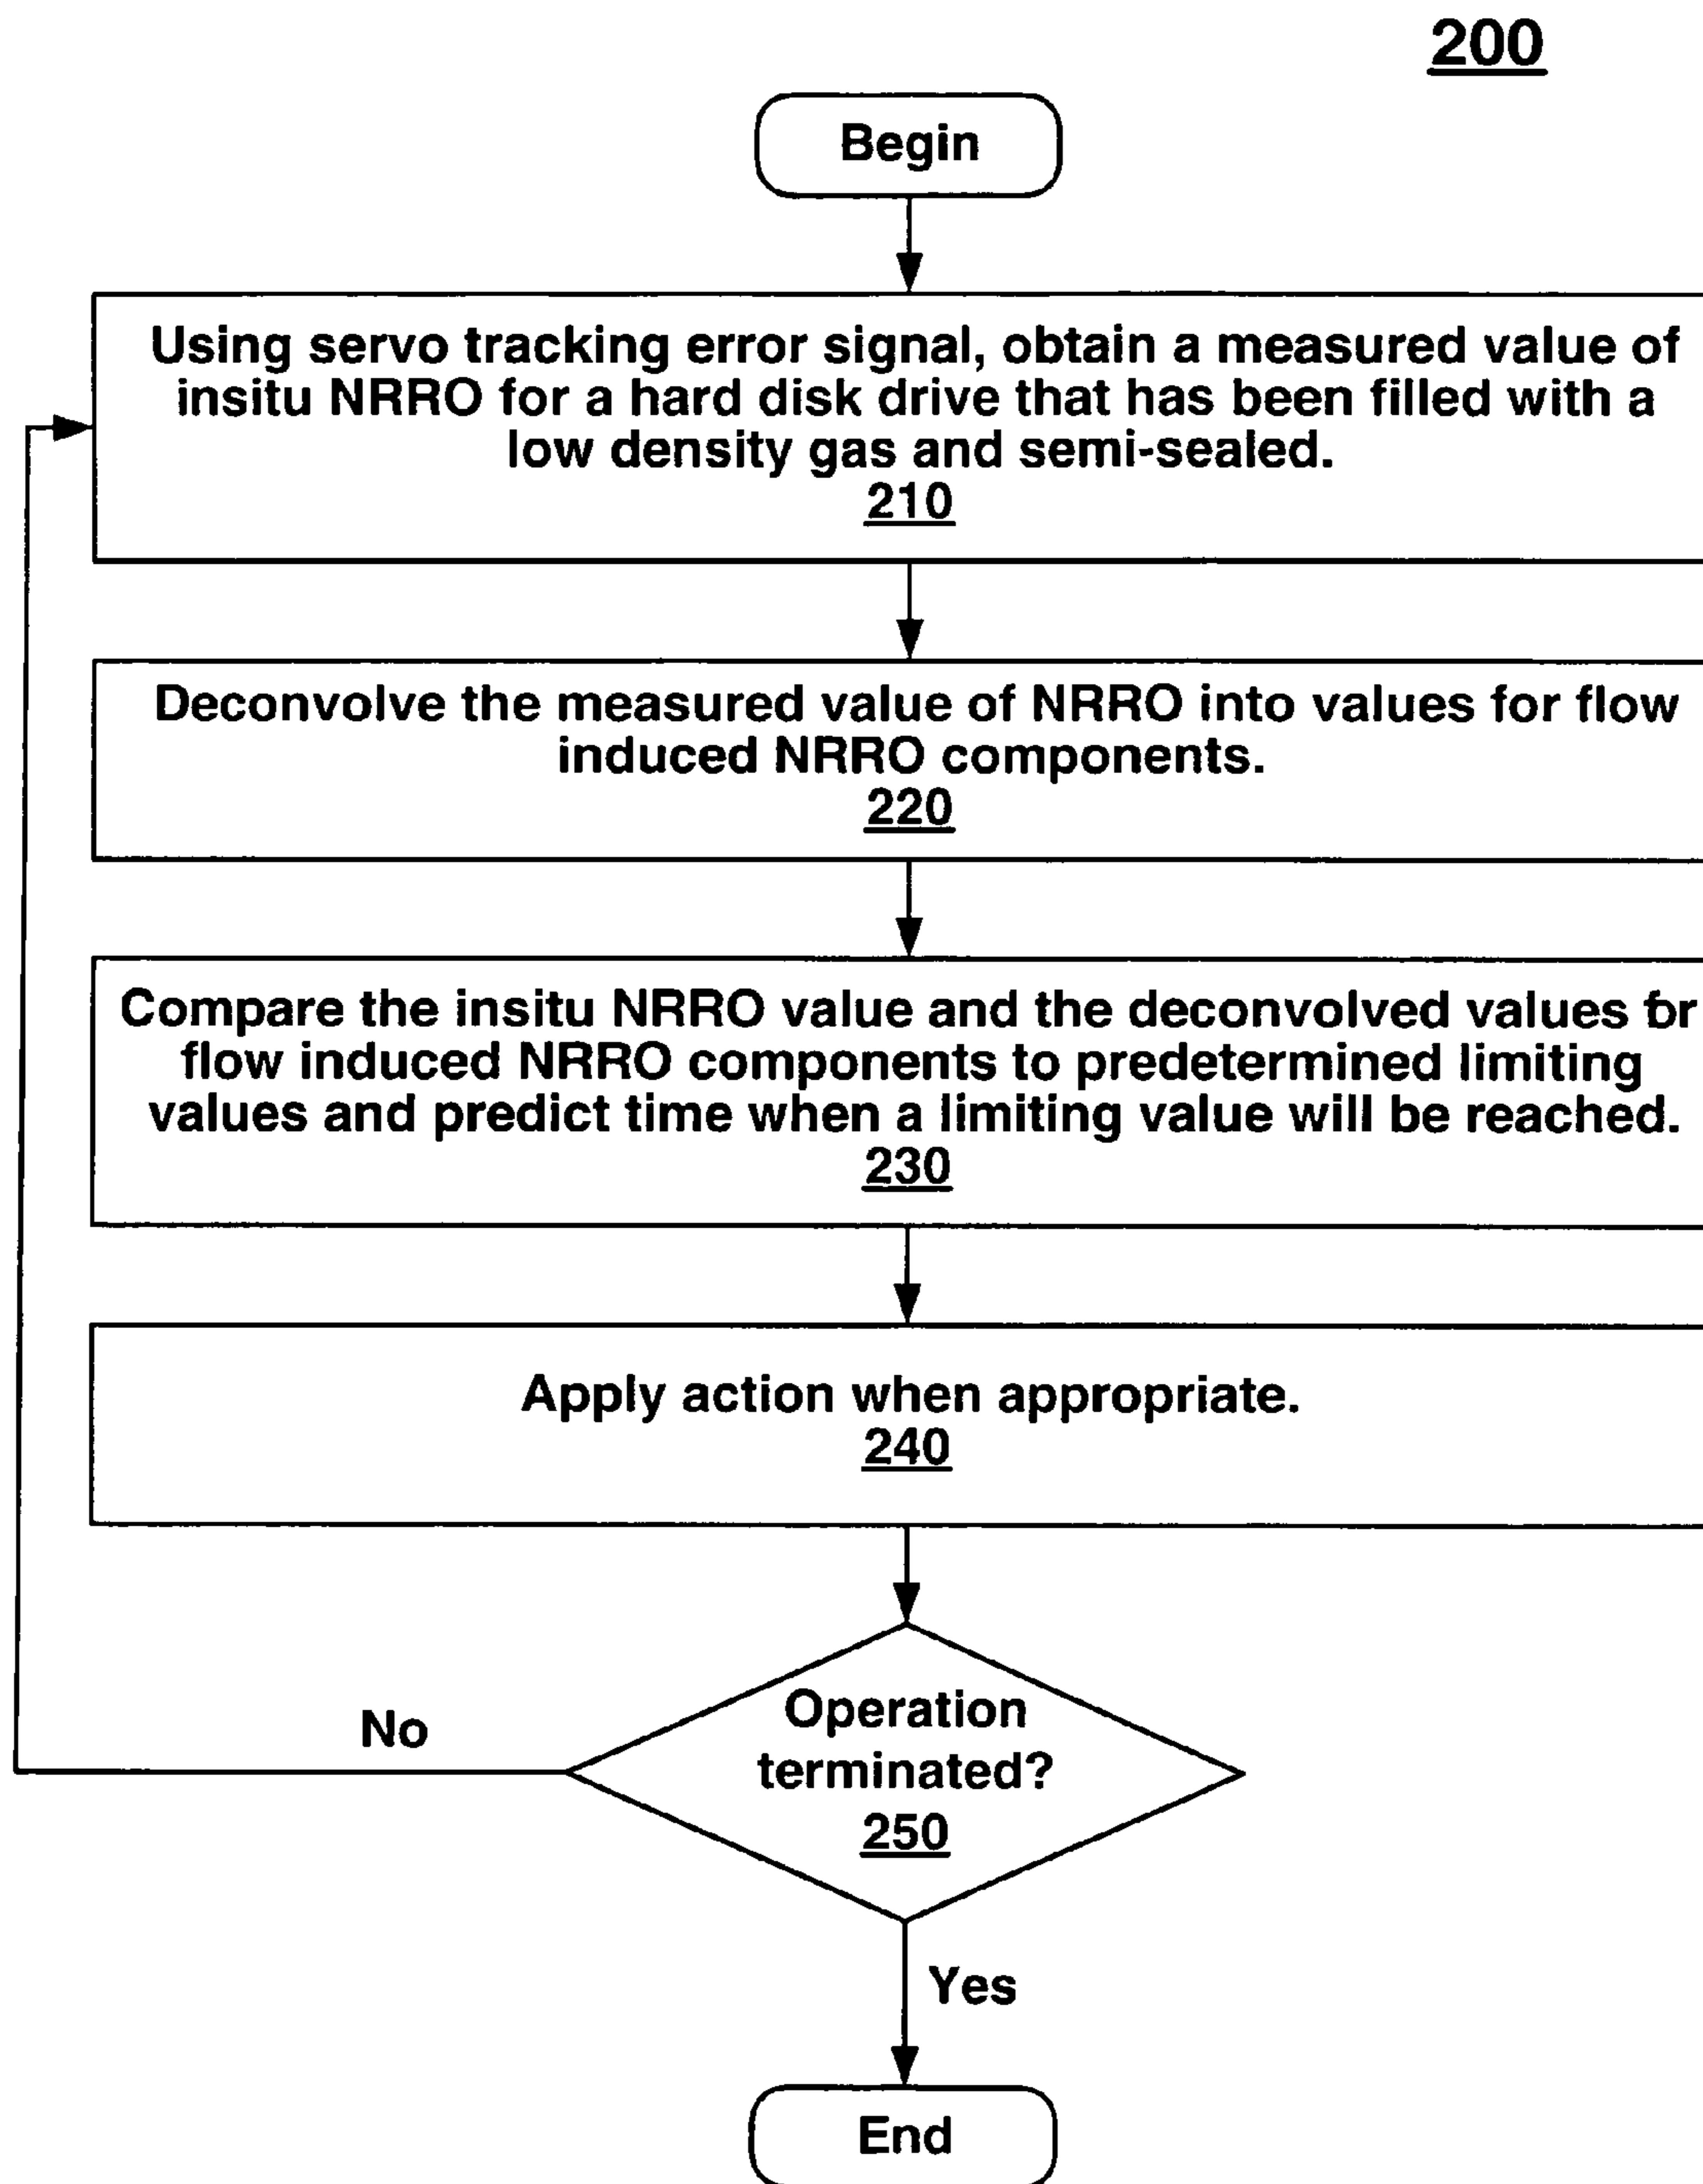 200
Begin
Using servo tracking error signal, obtain a measured value of
insitu NRRO for a hard disk drive that has been filled with a
low density gas and semi-sealed.
210
Deconvolve the measured value of NRRO into values for flow
induced NRRO components.
220
Compare the insitu NRRO value and the deconvolved values for
flow induced NRRO components to predetermined limiting
values and predict time when a limiting value will be reached.
230
Apply action when appropriate.
240
Operation
terminated?
250
No
Yes
End